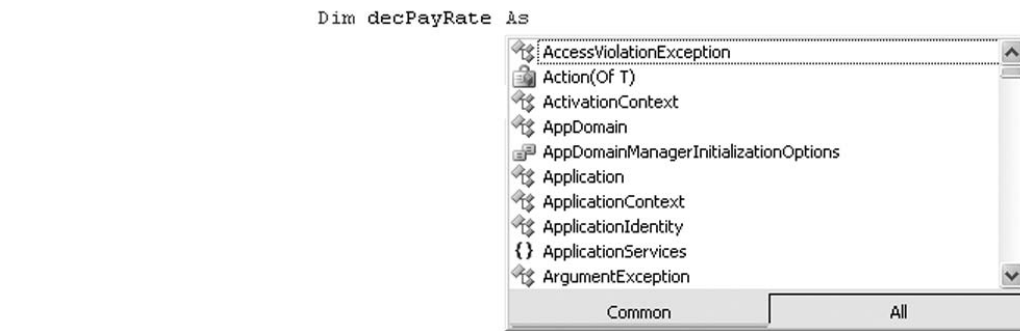 Dim decPayRate As
AccessViolationException
Action(Of T)
ActivationContext
AppDomain
AppDomainManagerInitializationOptions
Application
ApplicationContext
ApplicationIdentity
{} ApplicationServices
ArgumentException
Common All